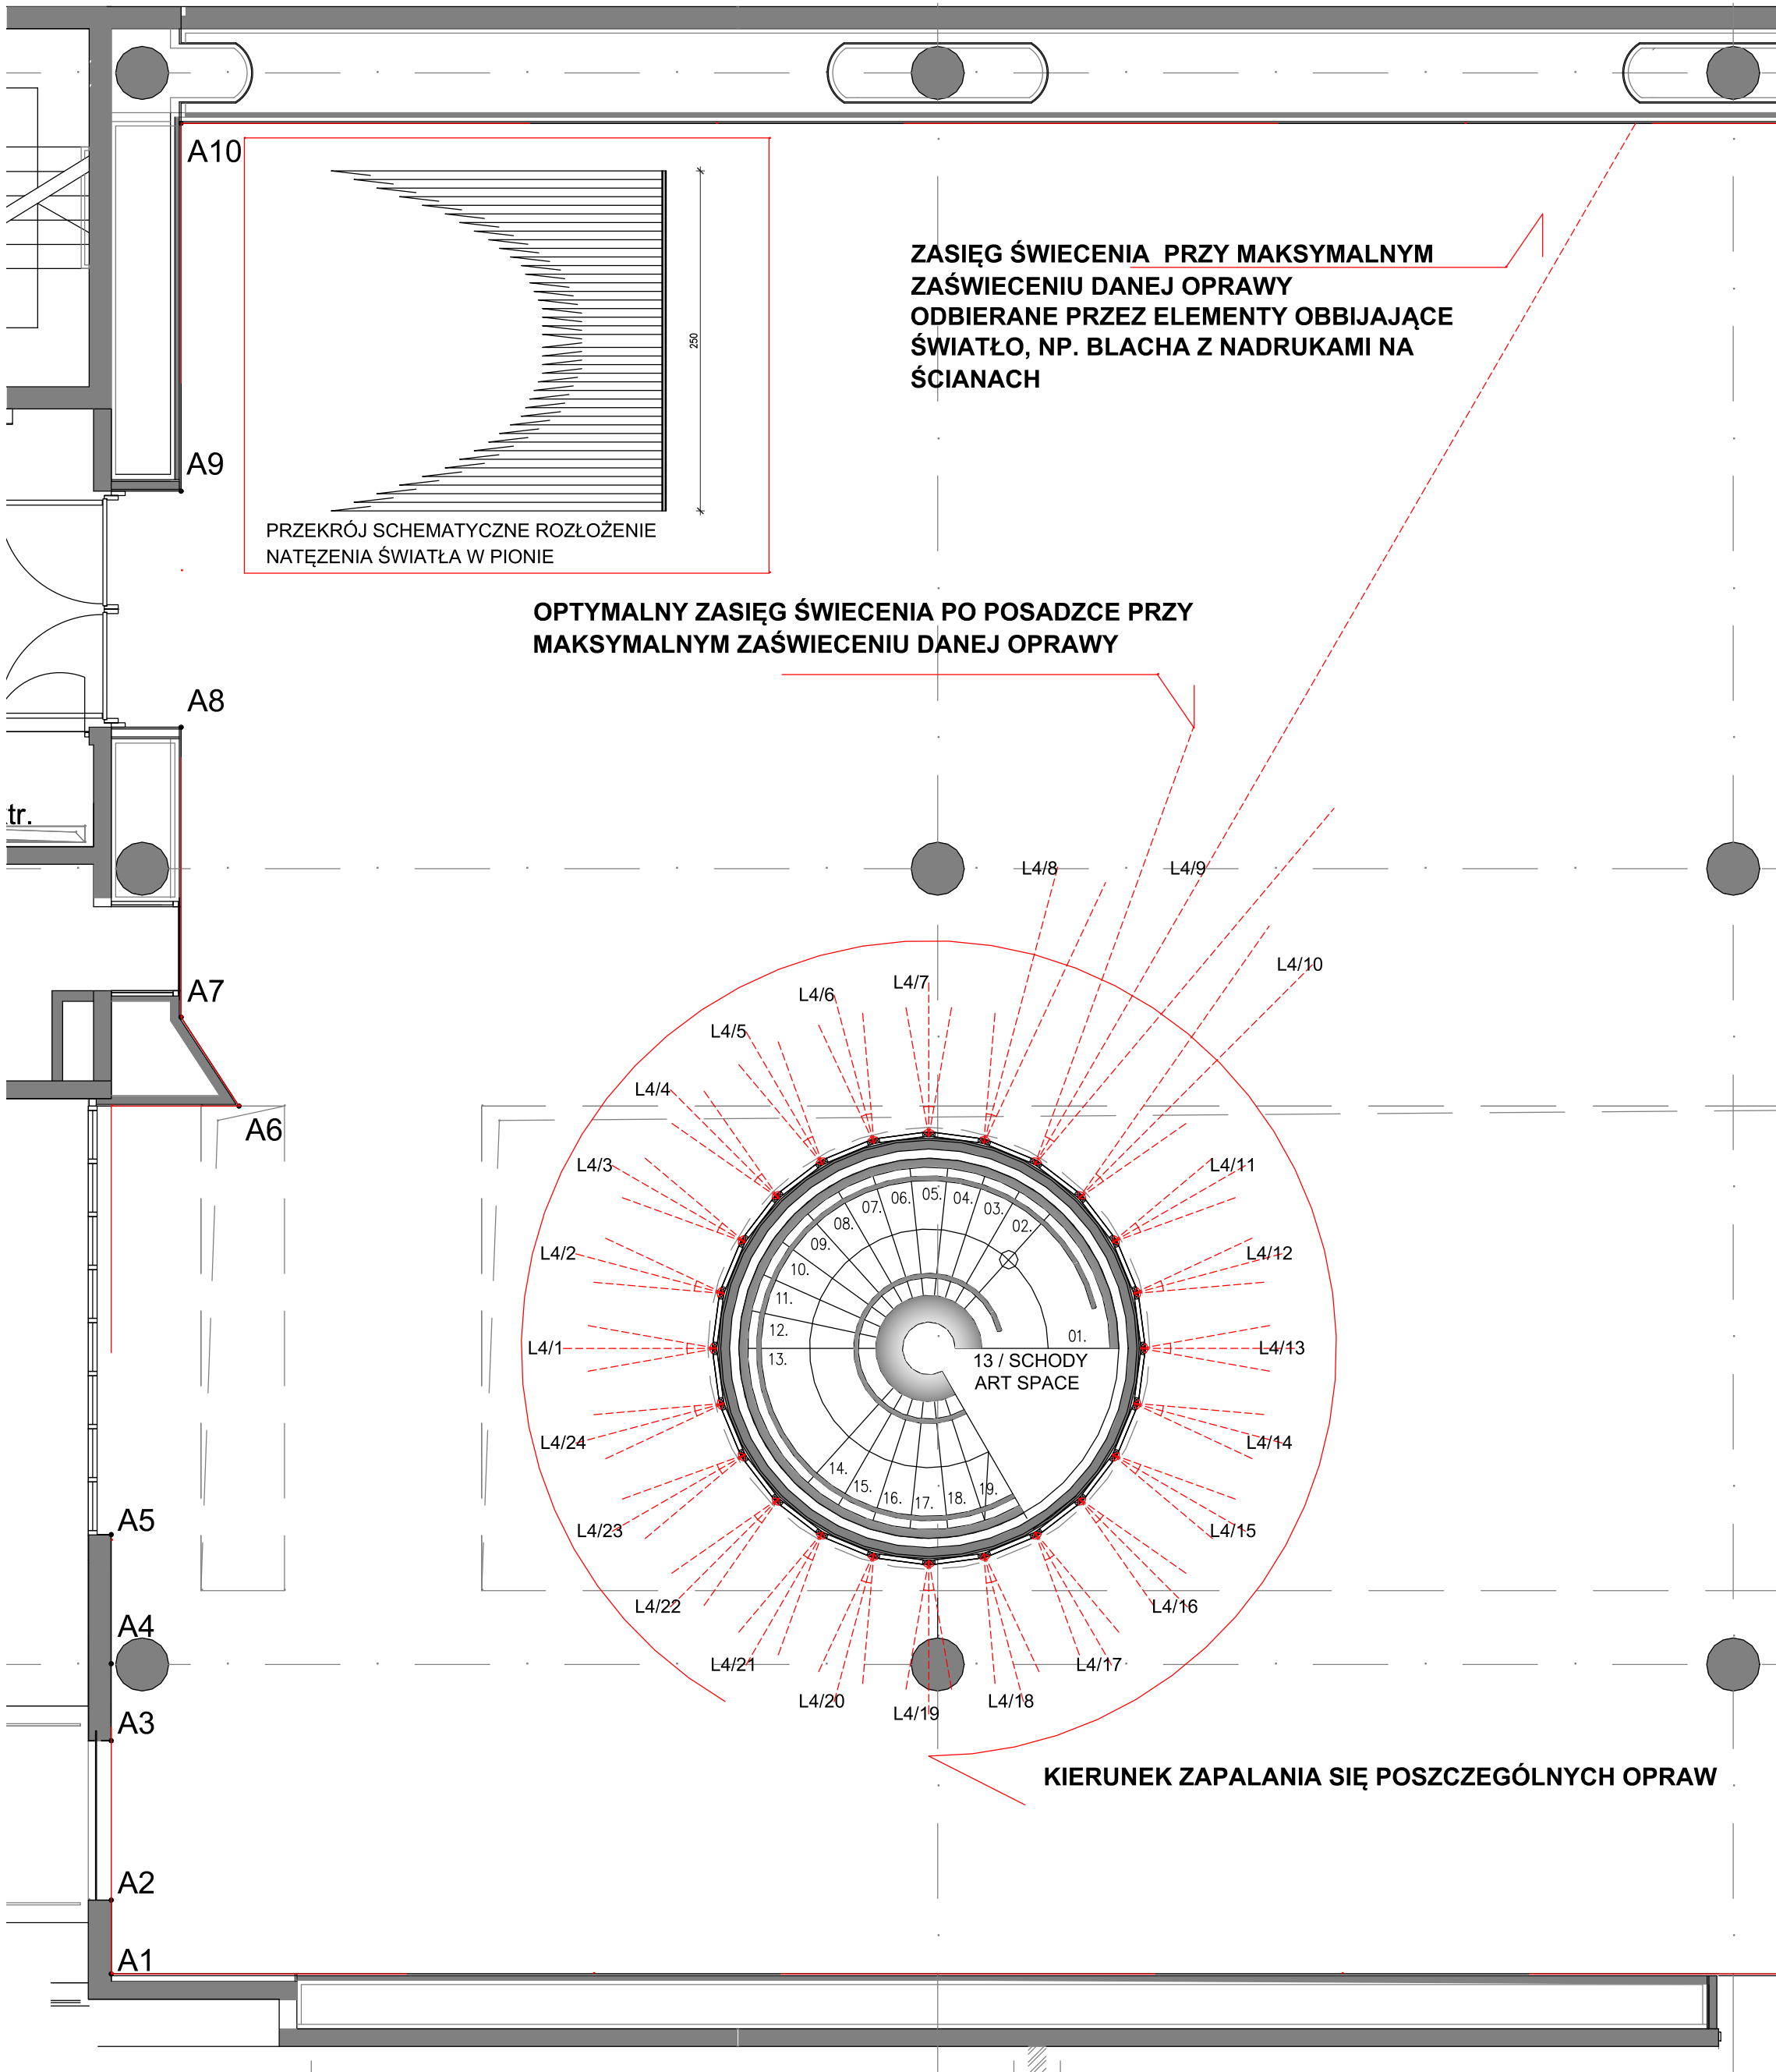 A10
ZASIĘG ŚWIECENIA PRZY MAKSYMALNYM
ZAŚWIECENIU DANEJ OPRAWY
ODBIERANE PRZEZ ELEMENTY OBBIJAJĄCE
ŚWIATŁO, NP. BLACHA Z NADRUKAMI NA
ŚCIANACH
250
A9
PRZEKRÓJ SCHEMATYCZNE ROZŁOŻENIE
NATĘZENIA ŚWIATŁA W PIONIE
OPTYMALNY ZASIĘG ŚWIECENIA PO POSADZCE PRZY
MAKSYMALNYM ZAŚWIECENIU DANEJ OPRAWY
A8
tr.
L4/8
L4/9
L4/10
L4/7
L4/6
A7
L4/5
L4/4
A6
L4/3
L4/11
L4/2
L4/12
L4/1
L4/13
01.
02.
03.
04.
05.
06.
07.
08.
09.
10.
11.
12.
13.
13 / SCHODY
ART SPACE
14.
15.
16.
17.
18.
19.
L4/24
L4/14
L4/23
L4/15
A5
L4/22
L4/16
A4
L4/21
L4/17
L4/20
L4/19
L4/18
A3
KIERUNEK ZAPALANIA SIĘ POSZCZEGÓLNYCH OPRAW
A2
A1